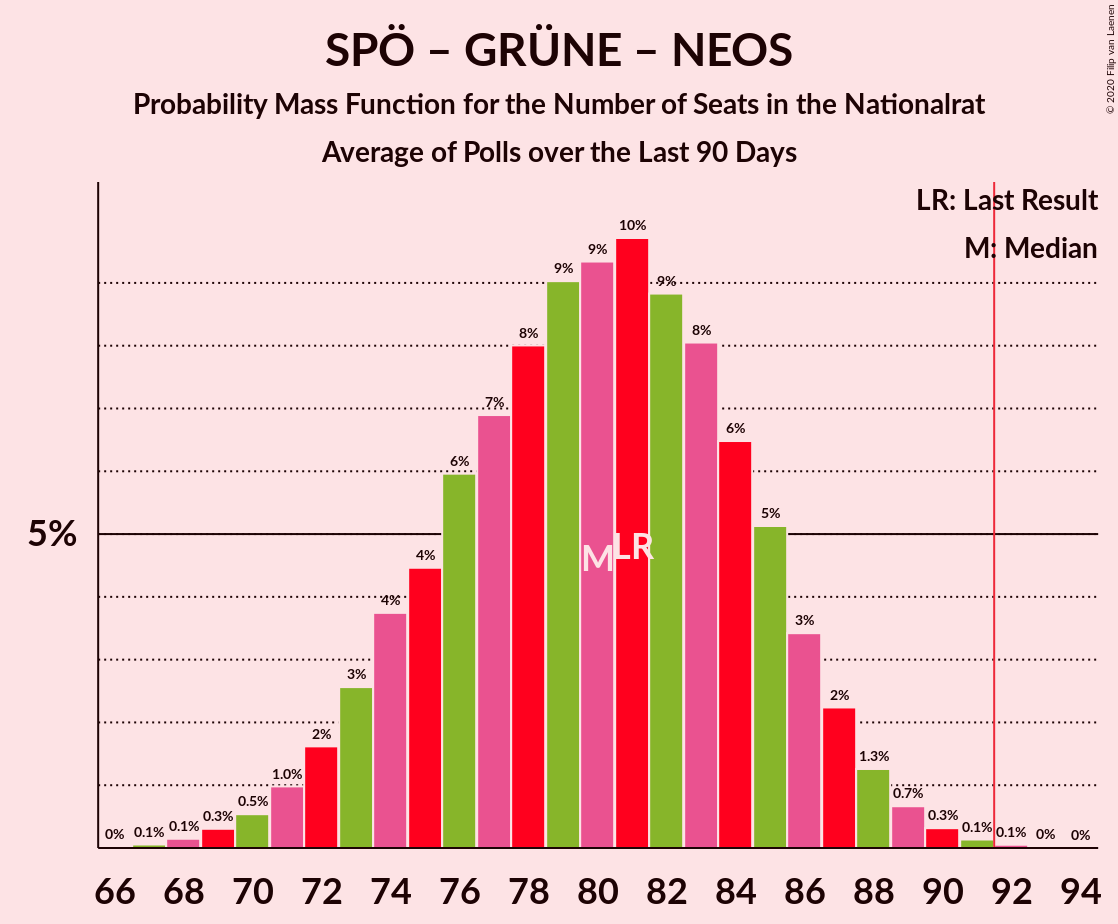 SPÖ – GRÜNE – NEOS
Probability Mass Function for the Number of Seats in the Nationalrat
Average of Polls over the Last 90 Days
© 2020 Filip van Laenen
LR: Last Result
M: Median
5%
0% 0.1% 0.1% 0.3% 0.5% 1.0% 2% 3% 4% 4% 6% 7% 8% 9% 9% 10% 9% 8% 6% 5% 3% 2% 1.3% 0.7% 0.3% 0.1% 0.1% 0% 0%
M LR
66 68 70 72 74 76 78 80 82 84 86 88 90 92 94